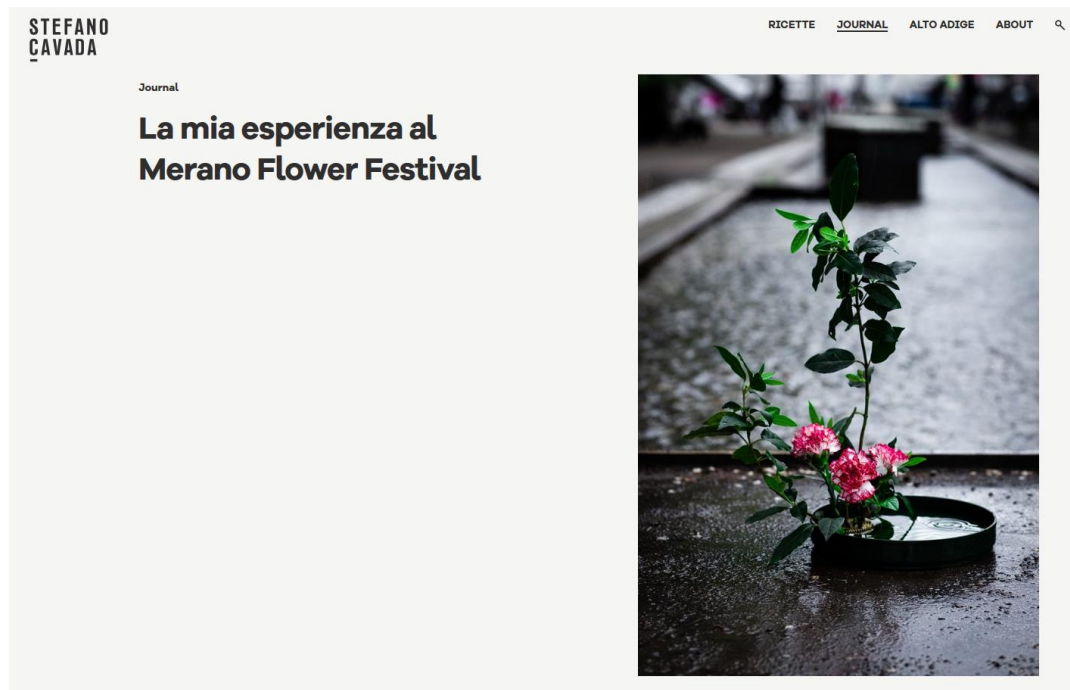 STEFANO
CAVADA
RICETTE JOURNAL ALTO ADIGE ABOUT
Journal
La mia esperienza al
Merano Flower Festival